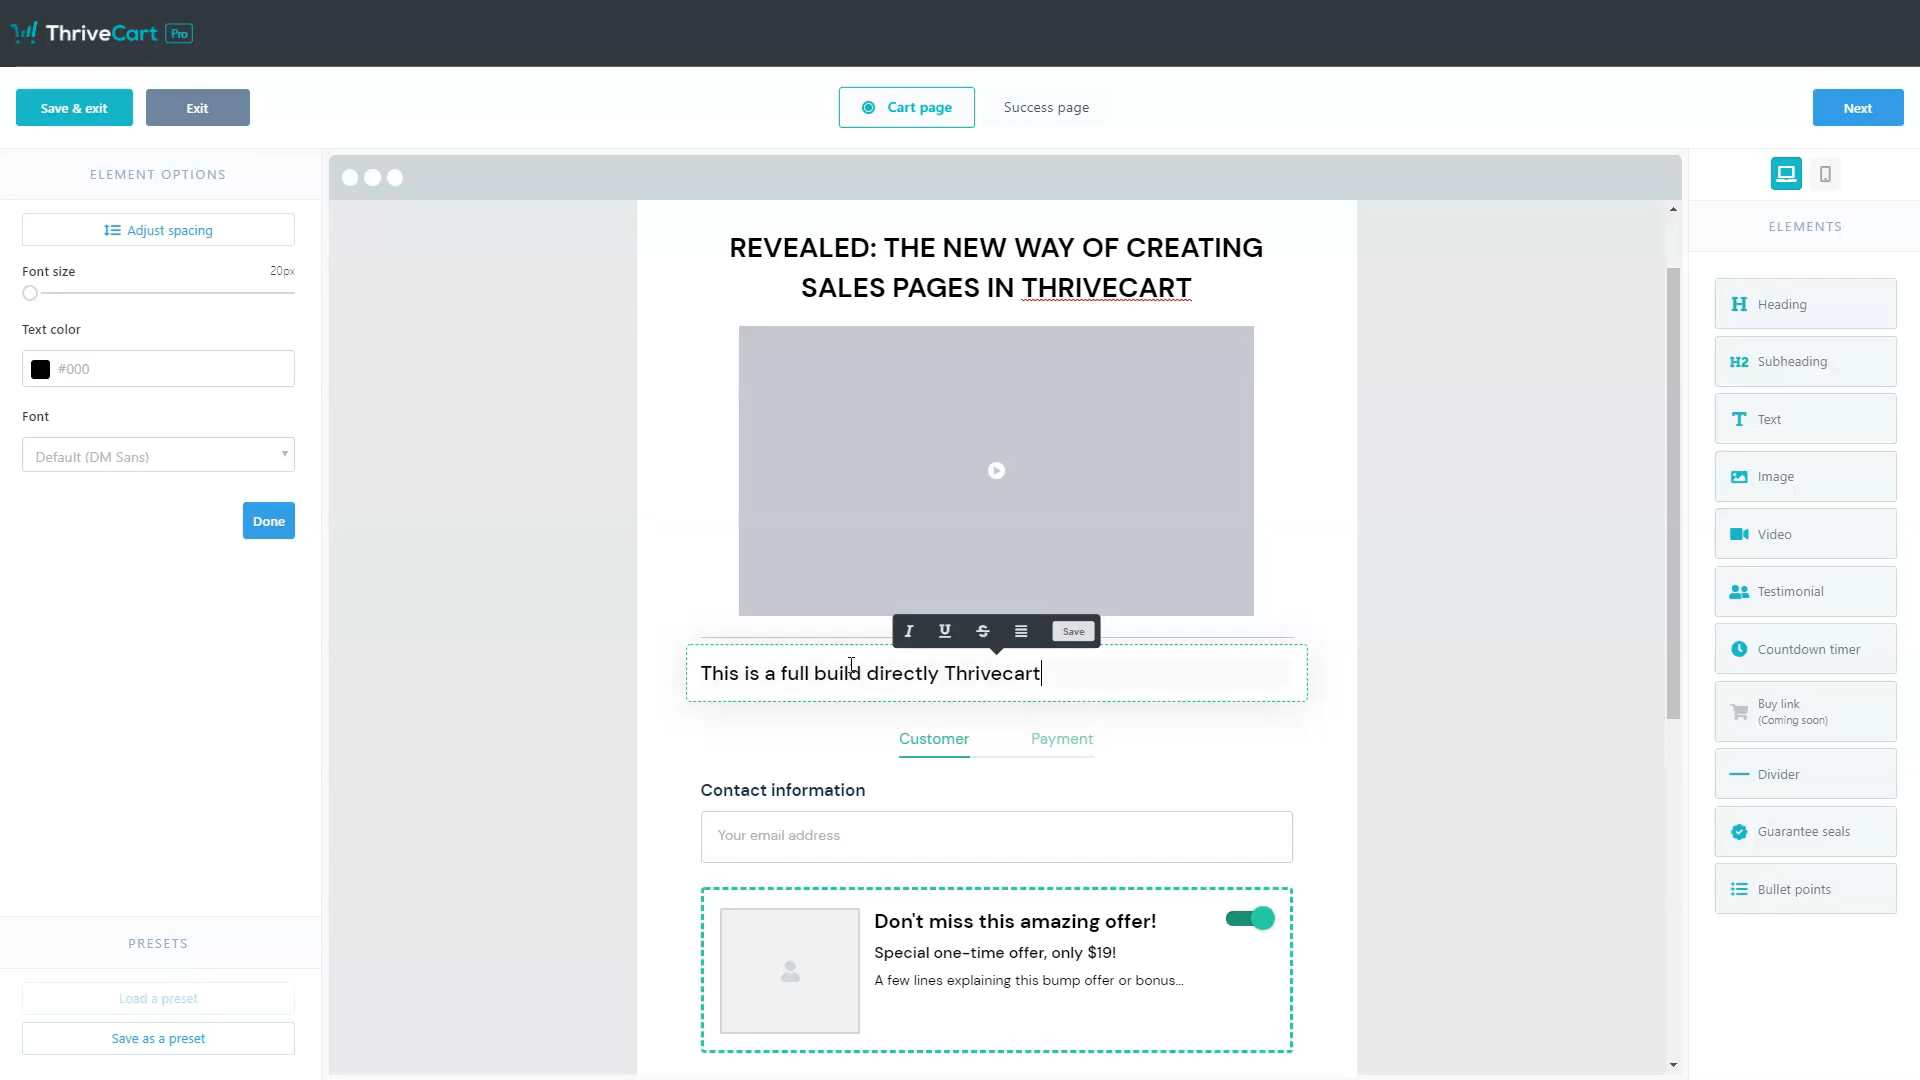 ThriveCart Pro
Save & exit
Exit
Cart page
Success page
Next
ELEMENT OPTIONS
Adjust spacing
Font size
20px
Text color
#000
Font
Default (DM Sans)
Done
PRESETS
Load a preset
Save as a preset
REVEALED: THE NEW WAY OF CREATING
SALES PAGES IN THRIVECART
I U S Save
This is a full build directly Thrivecart
Customer
Payment
Contact information
Your email address
Don't miss this amazing offer!
Special one-time offer, only $19!
A few lines explaining this bump offer or bonus...
ELEMENTS
H Heading
H2 Subheading
T Text
Image
Video
Testimonial
Countdown timer
Buy link
(Coming soon)
Divider
Guarantee seals
Bullet points